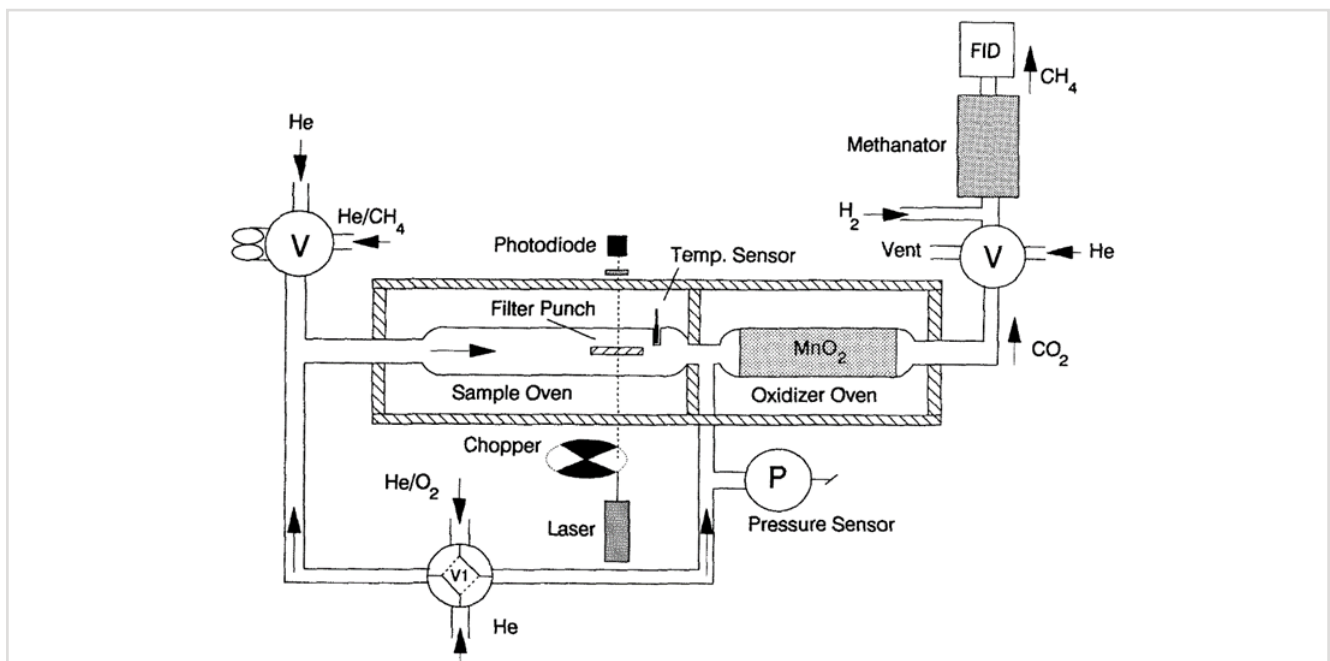 FID
CH4
He
Methanator
He/CH4
H2
V
Photodiode
Temp. Sensor
Vent
V
He
Filter Punch
MnO2
CO2
Sample Oven
Oxidizer Oven
Chopper
He/O2
P
Laser
Pressure Sensor
V1
He